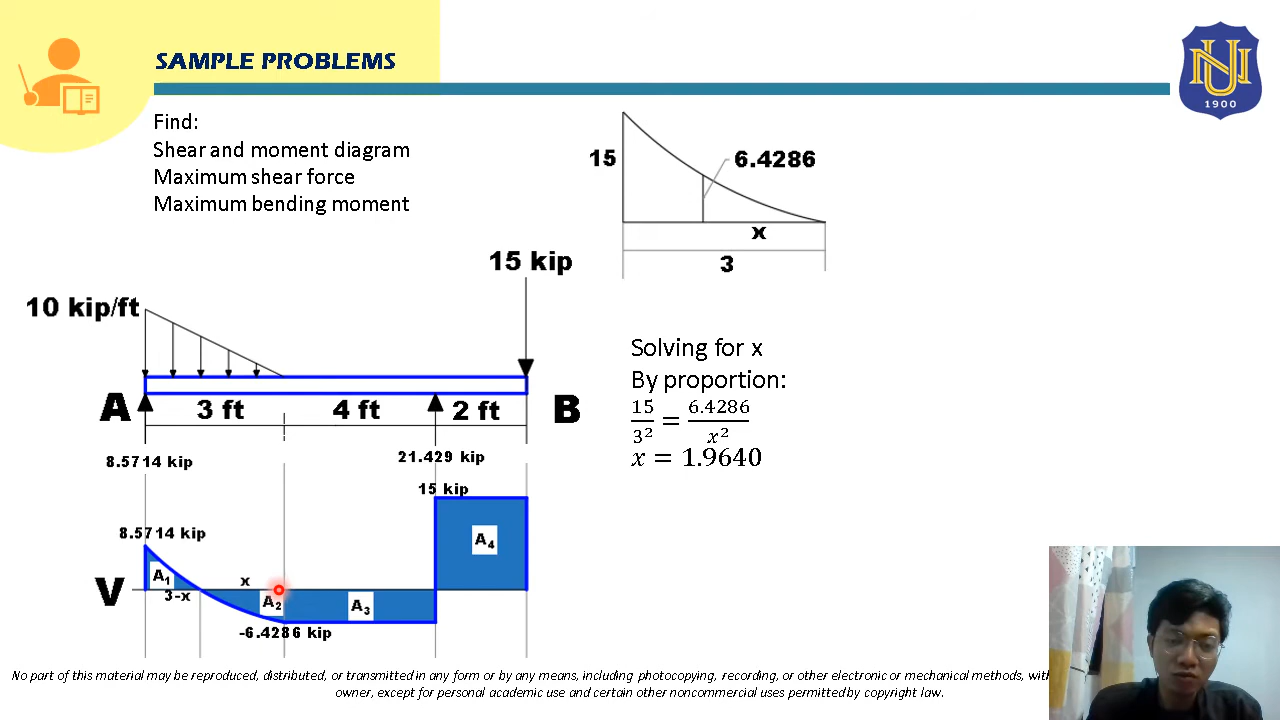 SAMPLE PROBLEMS
NU
1900
Find:
Shear and moment diagram
Maximum shear force
Maximum bending moment
15
6.4286
x
3
15 kip
10 kip/ft
A
3 ft
4 ft
2 ft
B
8.5714 kip
21.429 kip
Solving for x
By proportion:
15/3² = 6.4286/x²
x = 1.9640
15 kip
8.5714 kip
V
A₁
3-x
x
A₂
A₃
A₄
-6.4286 kip
No part of this material may be reproduced, distributed, or transmitted in any form or by any means, including photocopying, recording, or other electronic or mechanical methods, with
owner, except for personal academic use and certain other noncommercial uses permitted by copyright law.